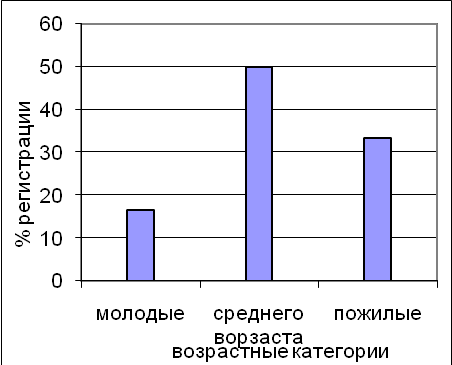 % регистрации
60
50
40
30
20
10
0
молодые
среднего
ворзаста
пожилые
возрастные категории